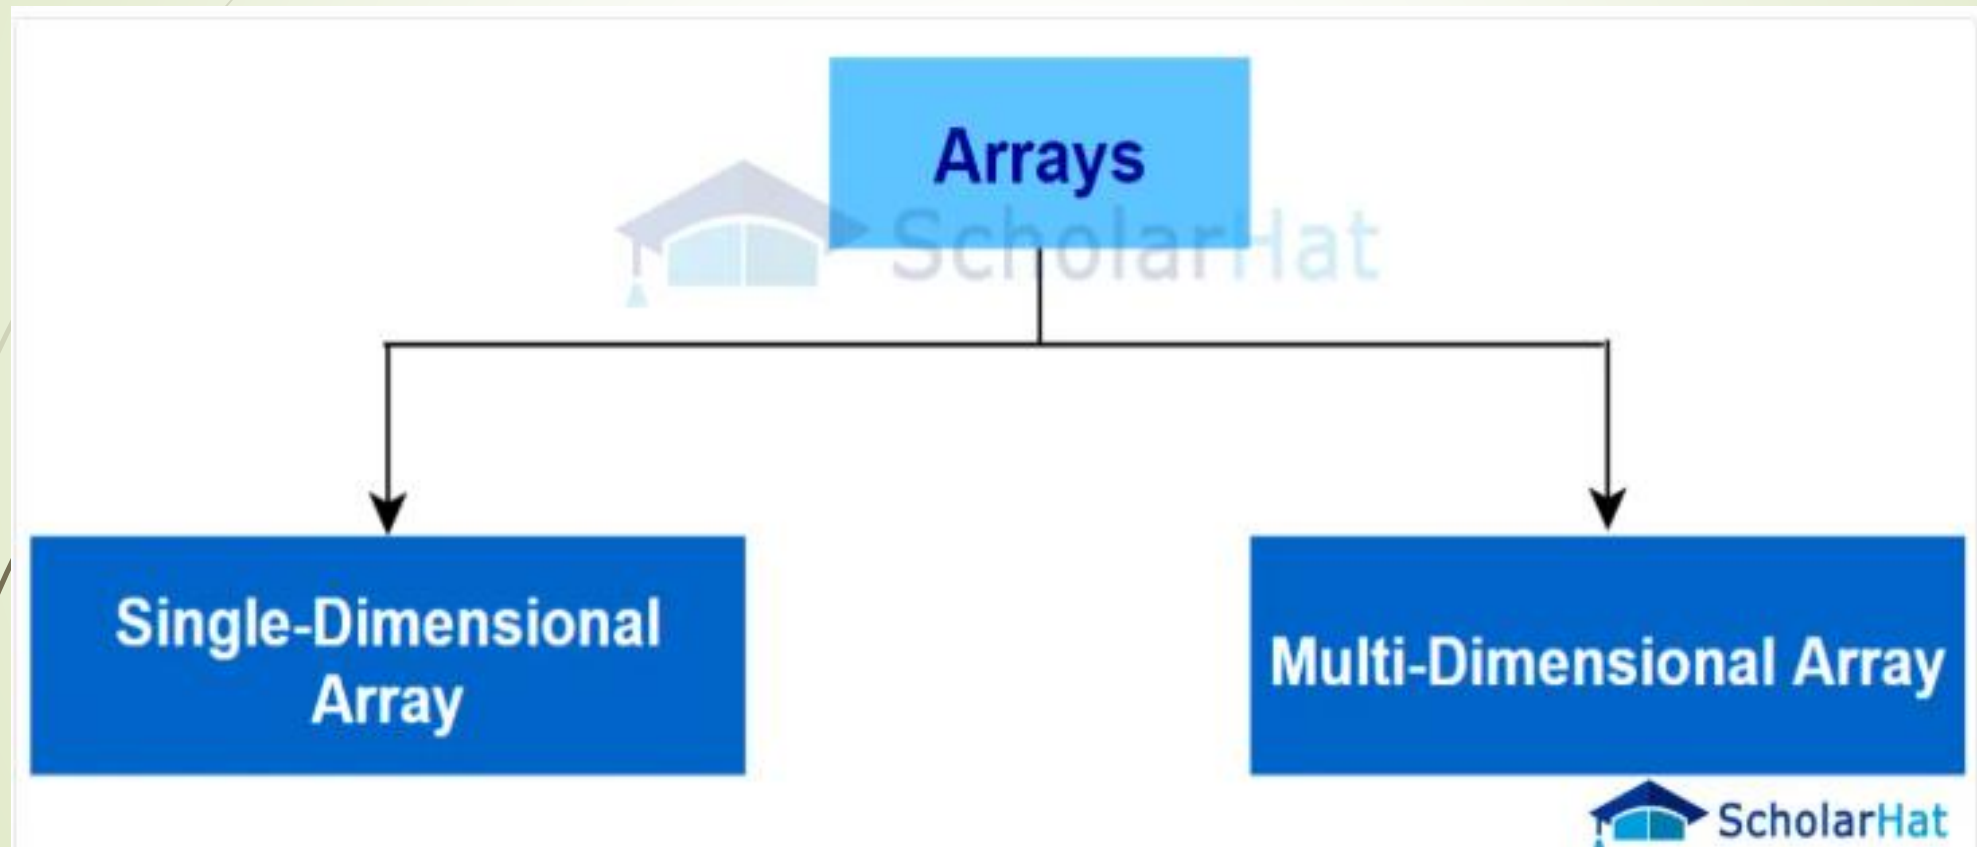 Arrays
ScholarHat
Single-Dimensional
Array
Multi-Dimensional Array
ScholarHat